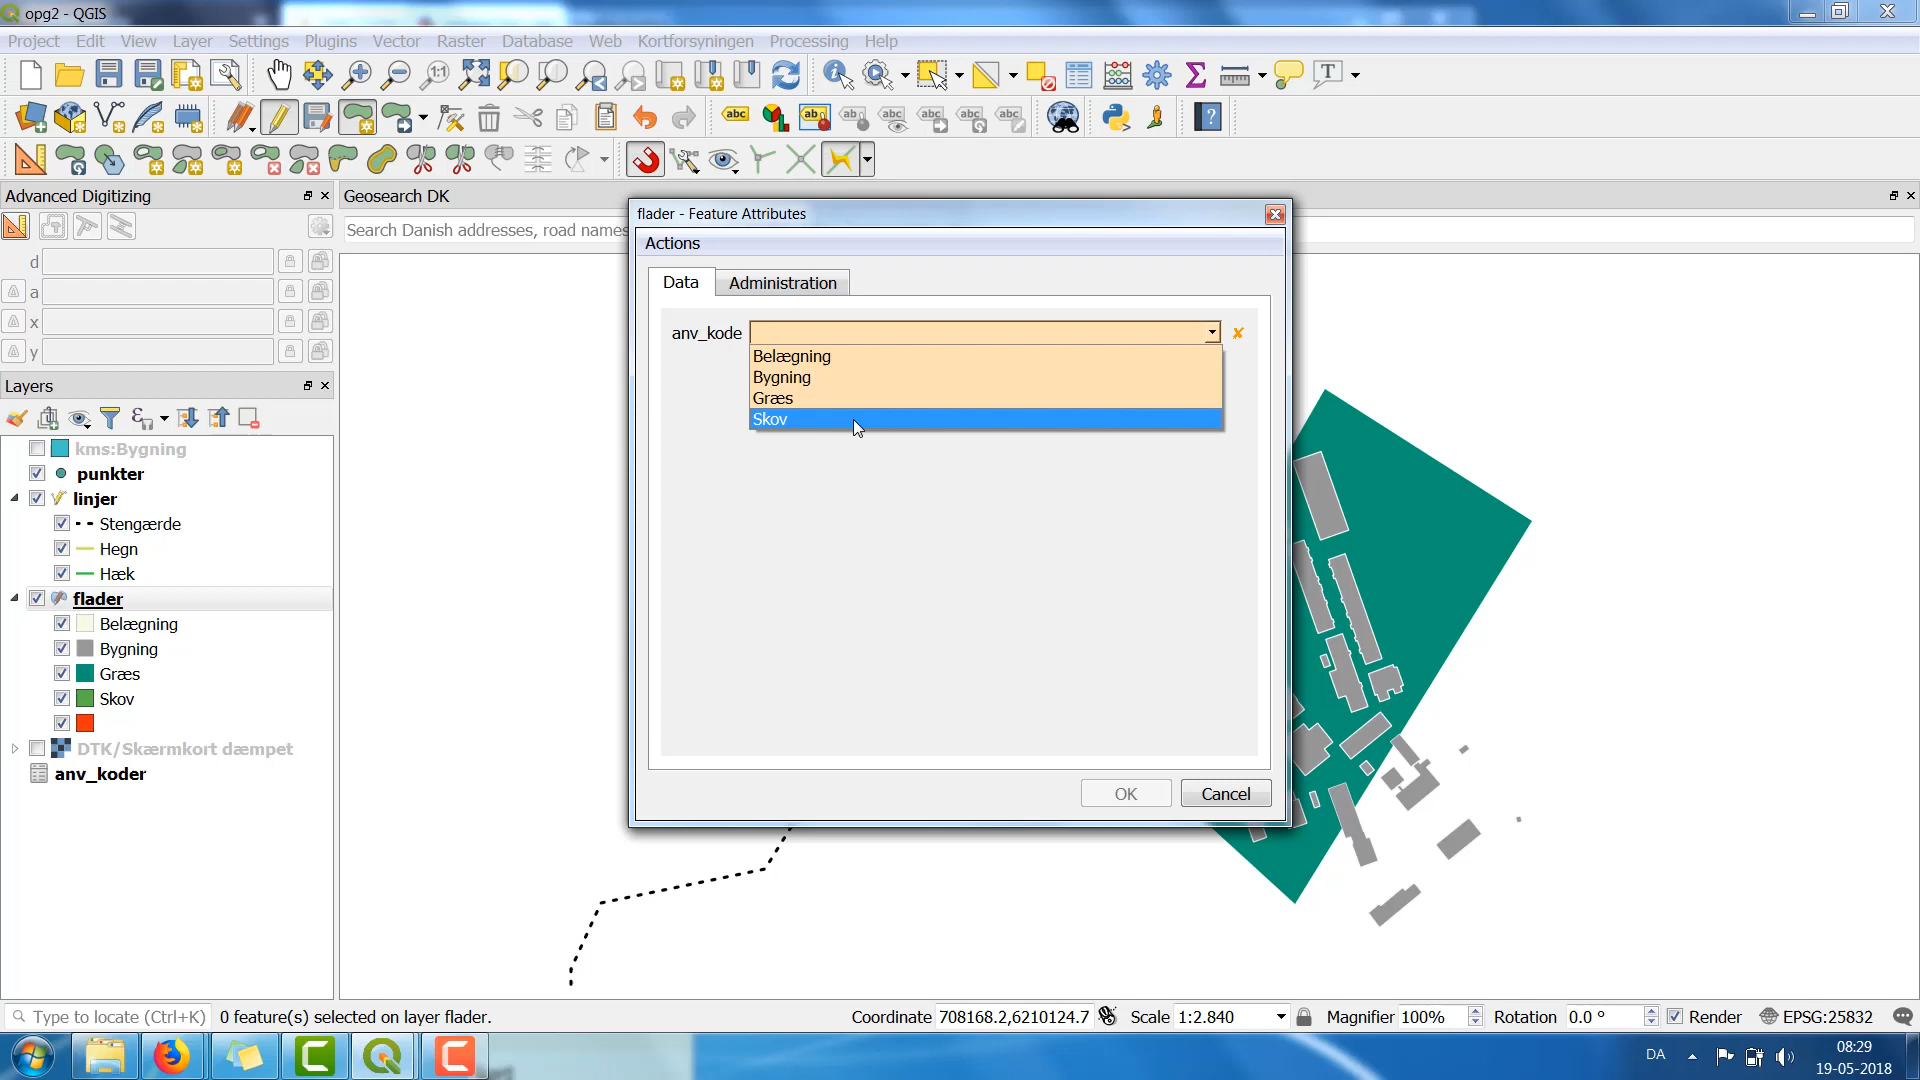 opg2 - QGIS
Project Edit View Layer Settings Plugins Vector Raster Database Web Kortforsyningen Processing Help
Advanced Digitizing
Geosearch DK
Search Danish addresses, road names
d
a
x
y
Layers
kms:Bygning
punkter
linjer
Stengærde
Hegn
Hæk
flader
Belægning
Bygning
Græs
Skov
DTK/Skærmkort dæmpet
anv_koder
flader - Feature Attributes
Actions
Data Administration
anv_kode
Belægning
Bygning
Græs
Skov
OK Cancel
Type to locate (Ctrl+K) 0 feature(s) selected on layer flader. Coordinate 708168.2,6210124.7 Scale 1:2.840 Magnifier 100% Rotation 0.0 ° Render EPSG:25832
DA
08:29
19-05-2018